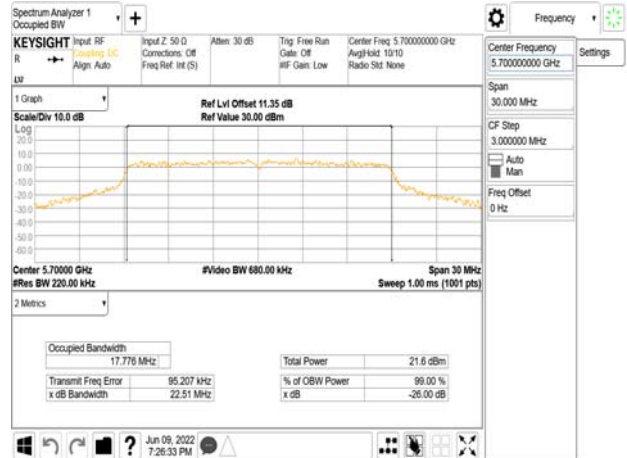 Spectrum Analyzer 1
Occupied BW
Frequency
KEYSIGHT
R
Input: RF
Coupling: DC
Align: Auto
Input Z: 50 Ω
Corrections: Off
Freq Ref: Int (S)
Atten: 30 dB
Trig: Free Run
Gate: Off
#IF Gain: Low
Center Freq: 5.700000000 GHz
Avg|Hold: 10/10
Radio Std: None
Center Frequency
5.700000000 GHz
Settings
Span
30.000 MHz
CF Step
3.000000 MHz
Auto
Man
Freq Offset
0 Hz
1 Graph
Ref Lvl Offset 11.35 dB
Scale/Div 10.0 dB
Ref Value 30.00 dBm
Log
20.0
10.0
0.00
-10.0
-20.0
-30.0
-40.0
-50.0
-60.0
Center 5.70000 GHz
#Video BW 680.00 kHz
Span 30 MHz
#Res BW 220.00 kHz
Sweep 1.00 ms (1001 pts)
2 Metrics
Occupied Bandwidth
17.776 MHz
Total Power 21.6 dBm
Transmit Freq Error 95.207 kHz
% of OBW Power 99.00 %
x dB Bandwidth 22.51 MHz
x dB -26.00 dB
?
Jun 09, 2022
7:26:33 PM